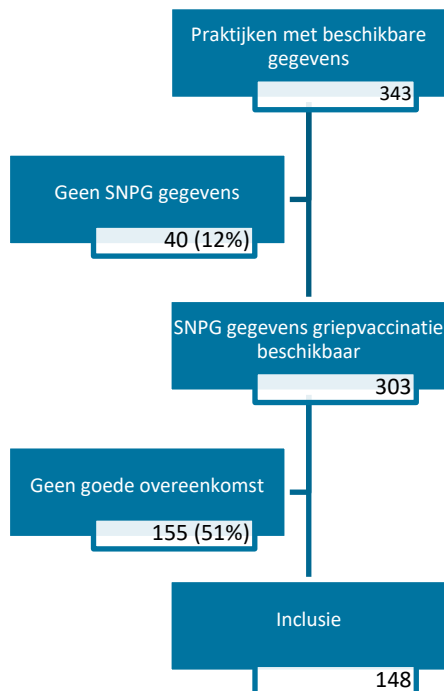 Praktijken met beschikbare
gegevens
343
Geen SNPG gegevens
40 (12%)
SNPG gegevens griepvaccinatie
beschikbaar
303
Geen goede overeenkomst
155 (51%)
Inclusie
148